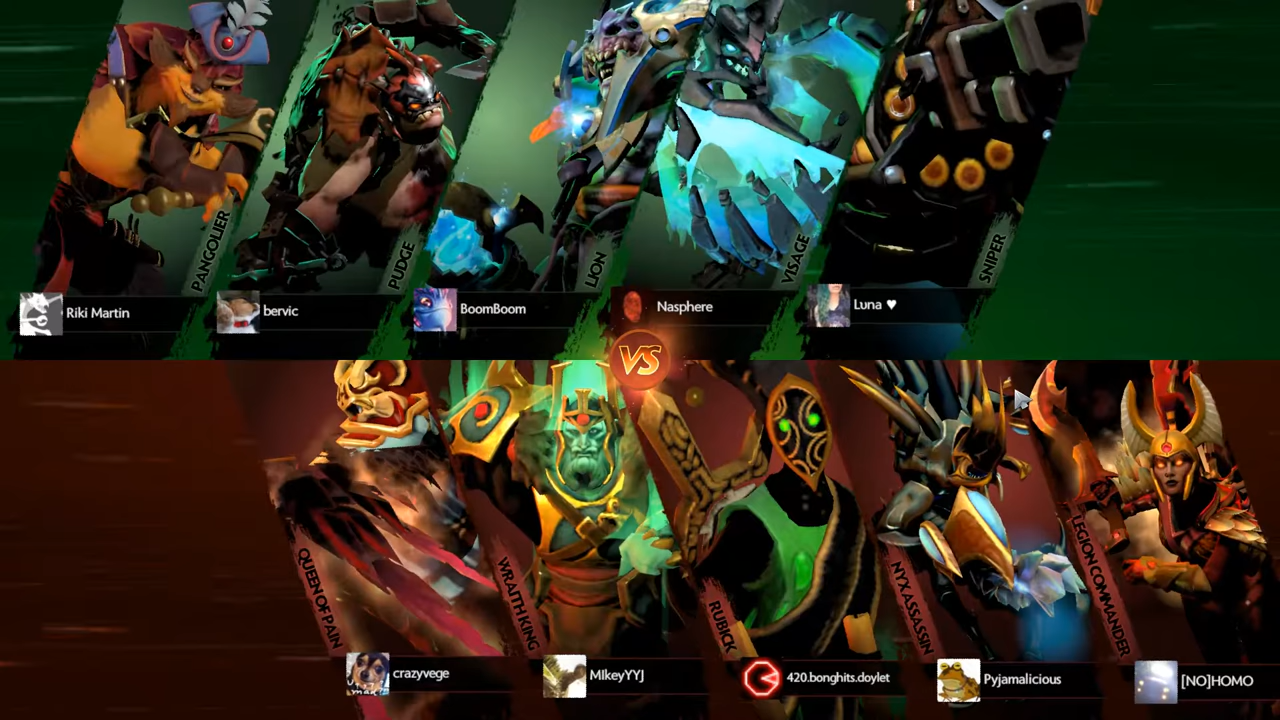 PANGOLIER
PUDGE
LION
VISAGE
SNIPER
Riki Martin
bervic
BoomBoom
Nasphere
Luna ♥
VS
QUEEN OF PAIN
WRAITH KING
RUBICK
NYX ASSASSIN
LEGION COMMANDER
crazyvege
MIkeyYYJ
420.bonghits.doylet
Pyjamalicious
[NO]HOMO